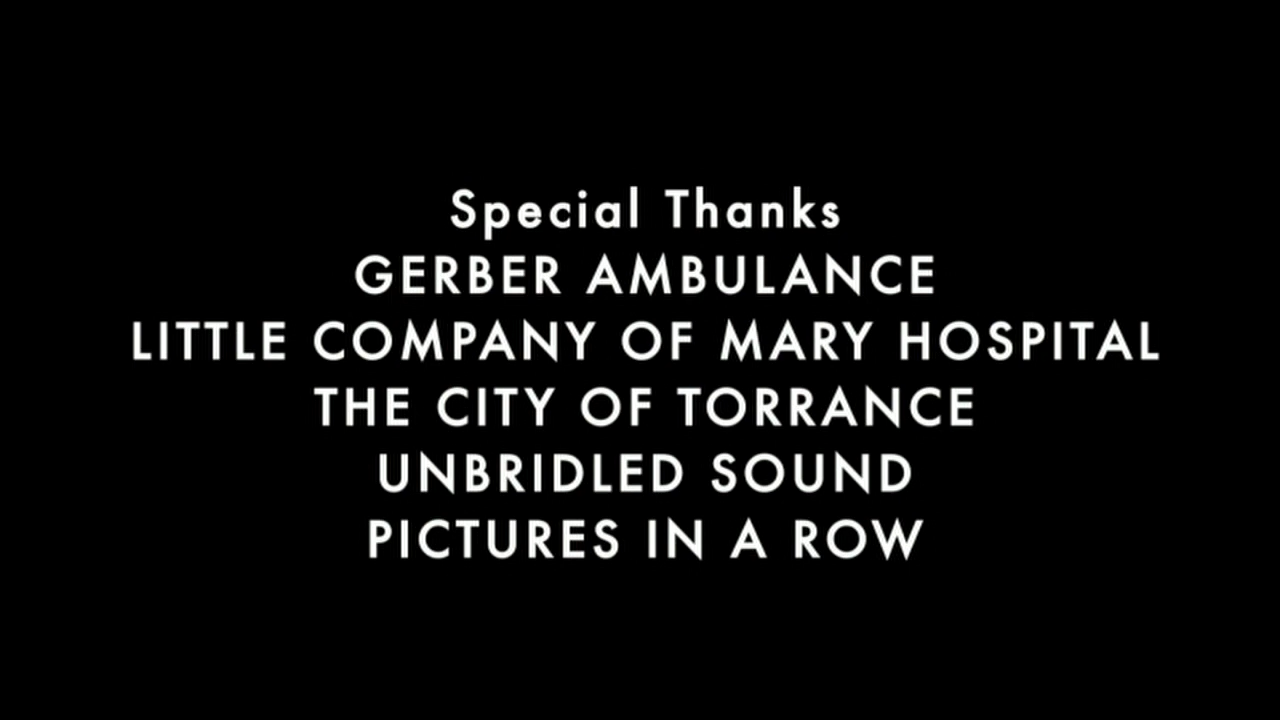 Special Thanks
GERBER AMBULANCE
LITTLE COMPANY OF MARY HOSPITAL
THE CITY OF TORRANCE
UNBRIDLED SOUND
PICTURES IN A ROW